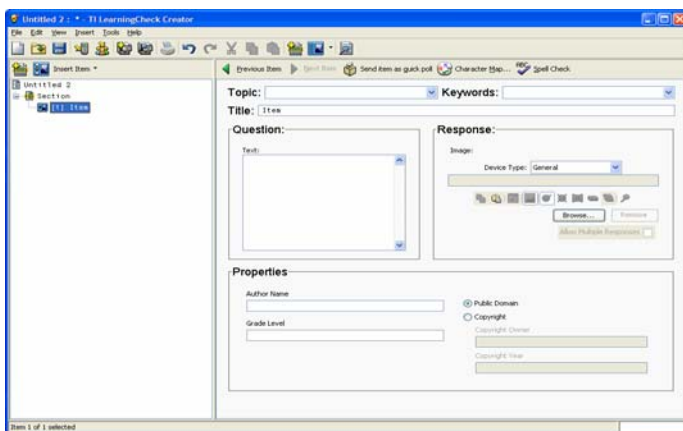 Untitled 2 : * - TI LearningCheck Creator
File Edit View Insert Tools Help
Insert Item
Previous Item Next Item Send item as quick poll Character Map... ABC Spell Check
Untitled 2
Section
[1] Item
Topic: Keywords:
Title: Item
Question: Response:
Text: Image:
Device Type: General
Browse... Remove
Allow Multiple Responses
Properties
Author Name
Public Domain
Copyright
Grade Level
Copyright Owner
Copyright Year
Item 1 of 1 selected